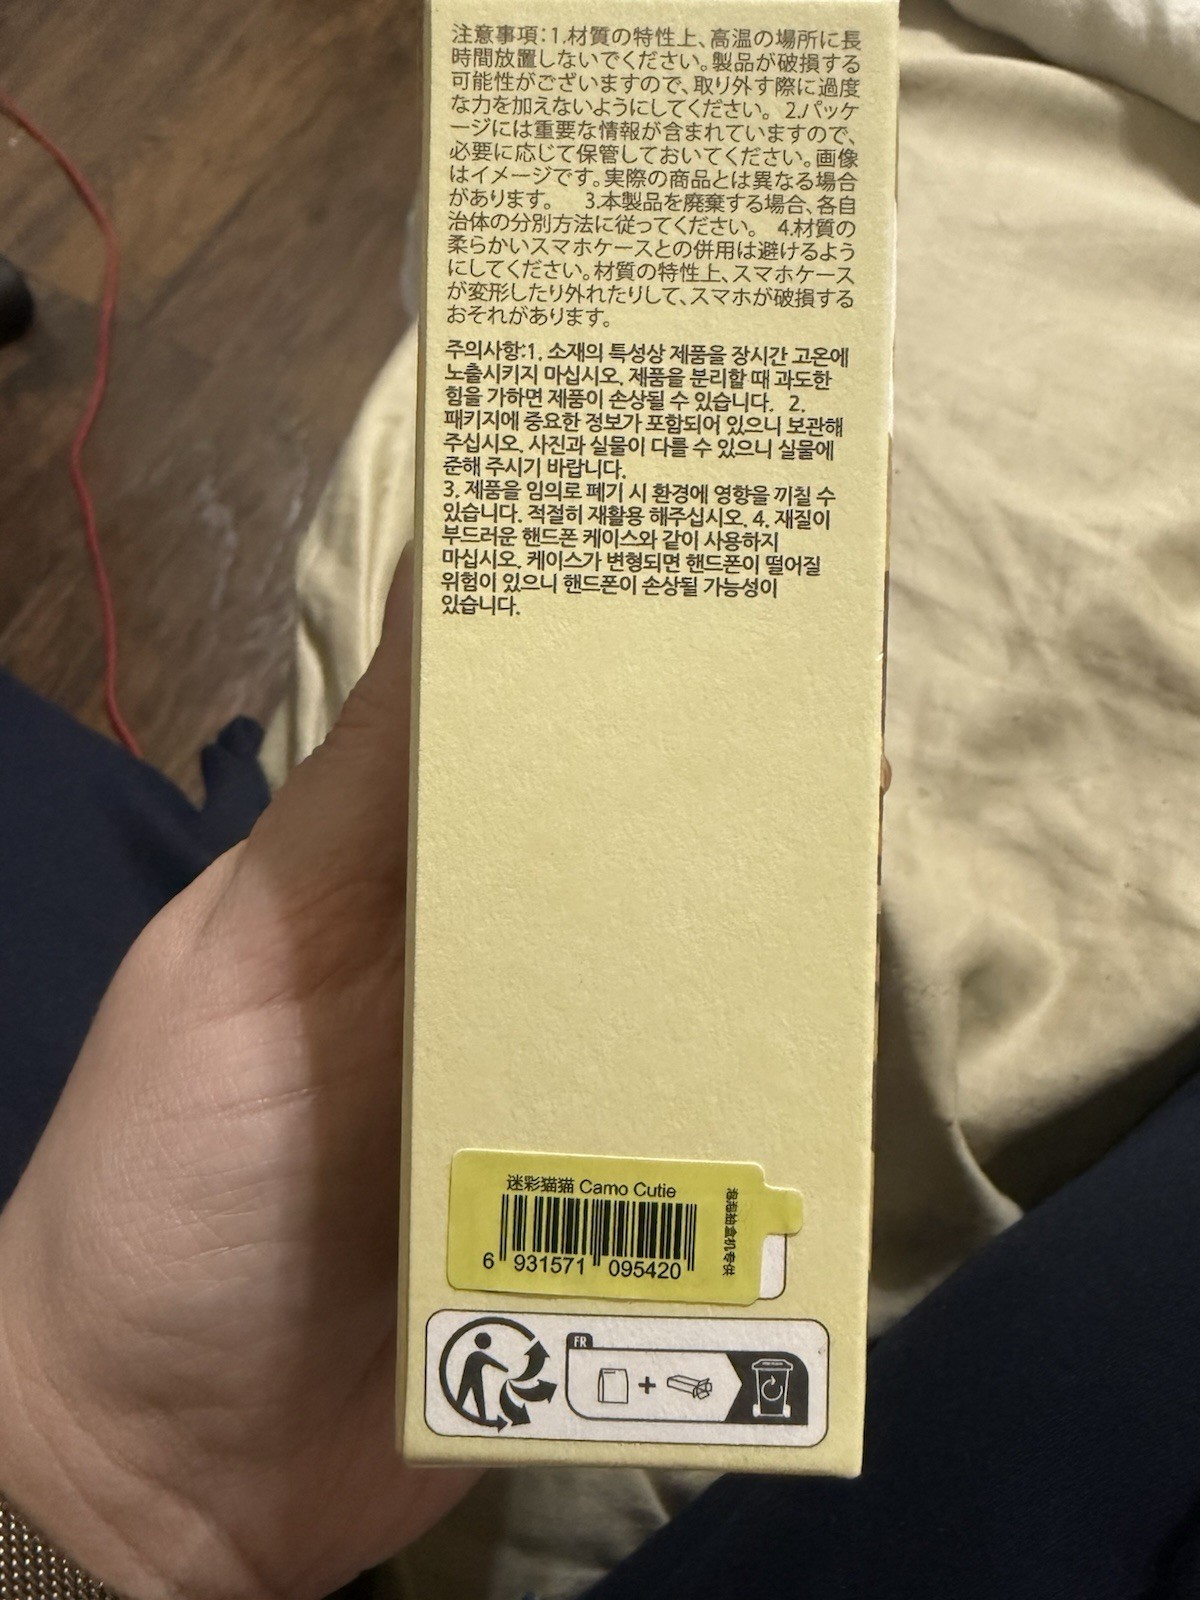 注意事項:1.材質の特性上、高温の場所に長
時間放置しないでください。製品が破損する
可能性がございますので、取り外す際に過度
な力を加えないようにしてください。 2.パッケ
ージには重要な情報が含まれていますので、
必要に応じて保管しておいてください。画像
はイメージです。実際の商品とは異なる場合
があります。 3.本製品を廃棄する場合、各自
治体の分別方法に従ってください。 4.材質の
柔らかいスマホケースとの併用は避けるよう
にしてください。材質の特性上、スマホケース
が変形したり外れたりして、スマホが破損する
おそれがあります。
주의사항:1. 소재의 특성상 제품을 장시간 고온에
노출시키지 마십시오. 제품을 분리할 때 과도한
힘을 가하면 제품이 손상될 수 있습니다. 2.
패키지에 중요한 정보가 포함되어 있으니 보관해
주십시오. 사진과 실물이 다를 수 있으니 실물에
준해 주시기 바랍니다.
3. 제품을 임의로 폐기 시 환경에 영향을 끼칠 수
있습니다. 적절히 재활용 해주십시오. 4. 재질이
부드러운 핸드폰 케이스와 같이 사용하지
마십시오. 케이스가 변형되면 핸드폰이 떨어질
위험이 있으니 핸드폰이 손상될 가능성이
있습니다.
迷彩猫猫 Camo Cutie
6 931571 095420
泡泡抽盒机专供
FR